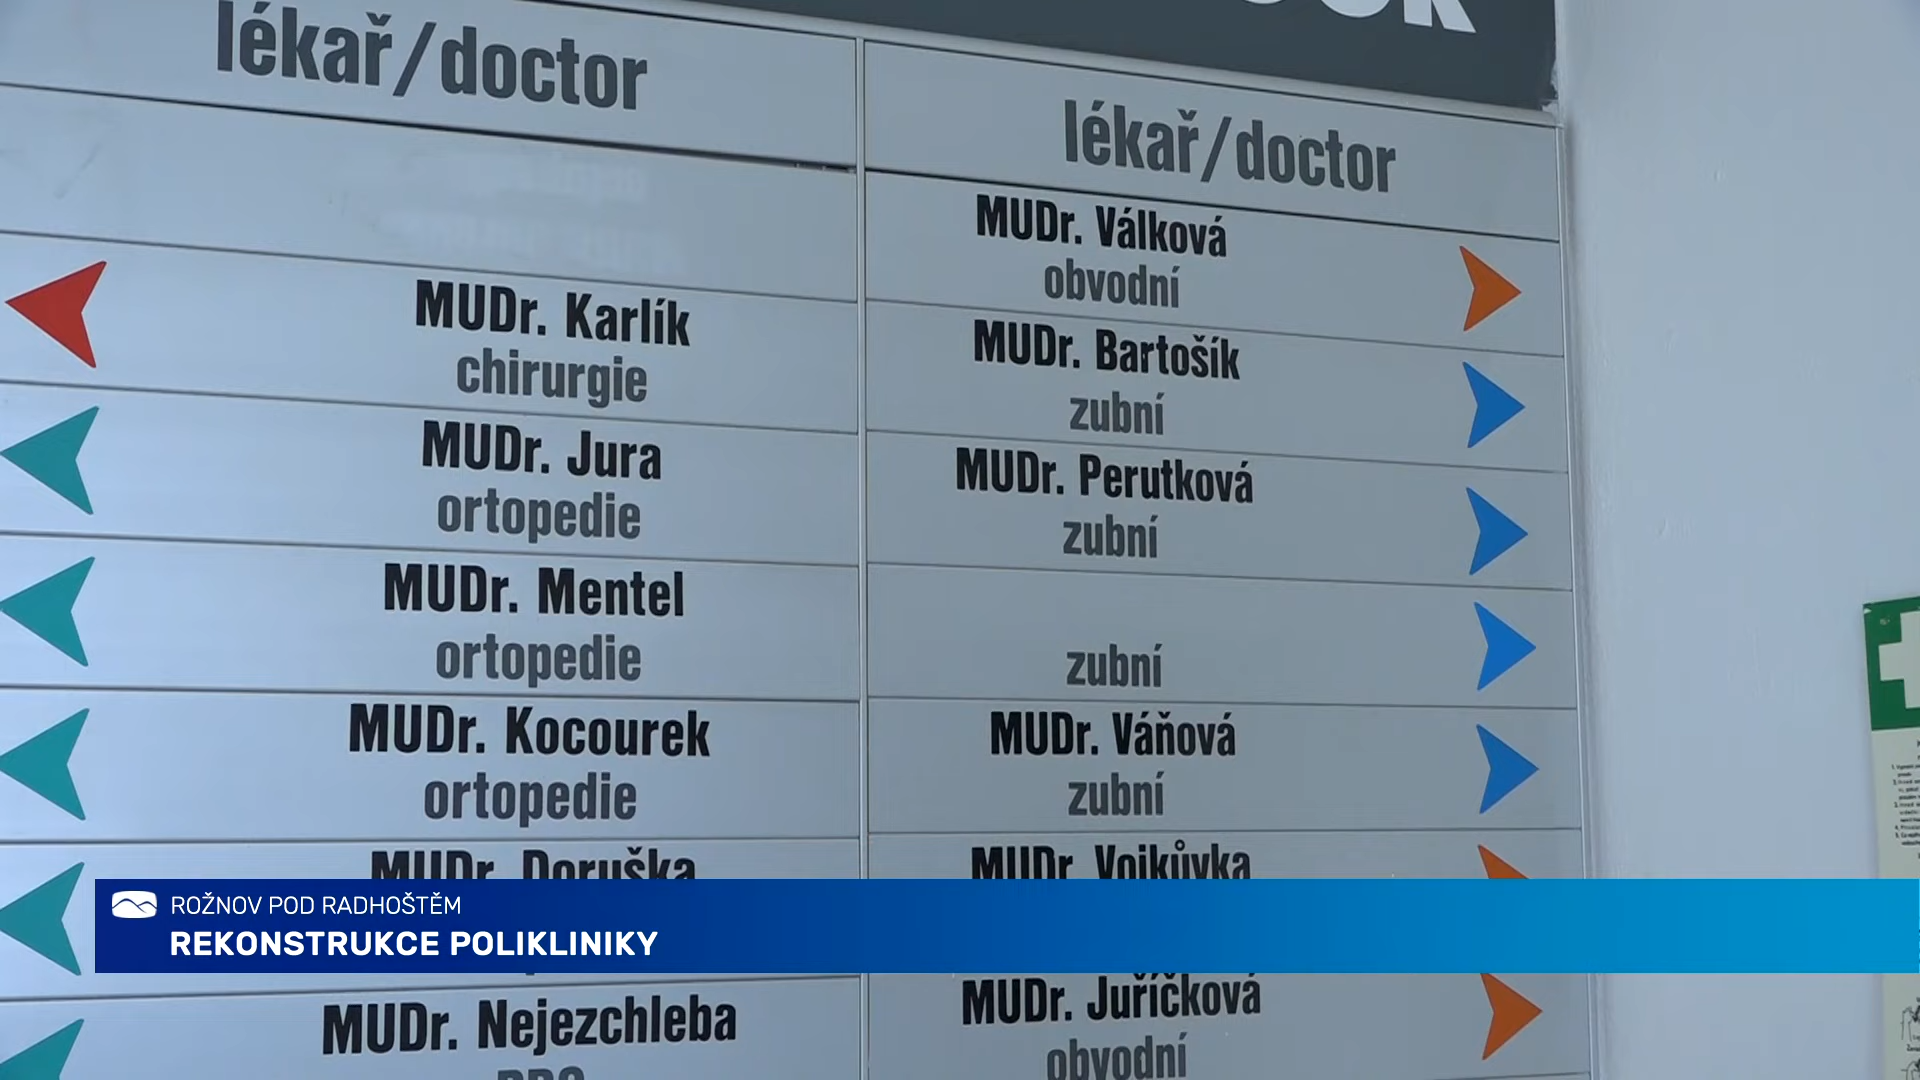 lékař/doctor
MUDr. Karlík
chirurgie
MUDr. Jura
ortopedie
MUDr. Mentel
ortopedie
MUDr. Kocourek
ortopedie
MUDr. Doruška
MUDr. Nejezchleba
lékař/doctor
MUDr. Válková
obvodní
MUDr. Bartošík
zubní
MUDr. Perutková
zubní
zubní
MUDr. Váňová
zubní
MUDr. Vojkůvka
MUDr. Juříčková
obvodní
ROŽNOV POD RADHOŠTĚM
REKONSTRUKCE POLIKLINIKY